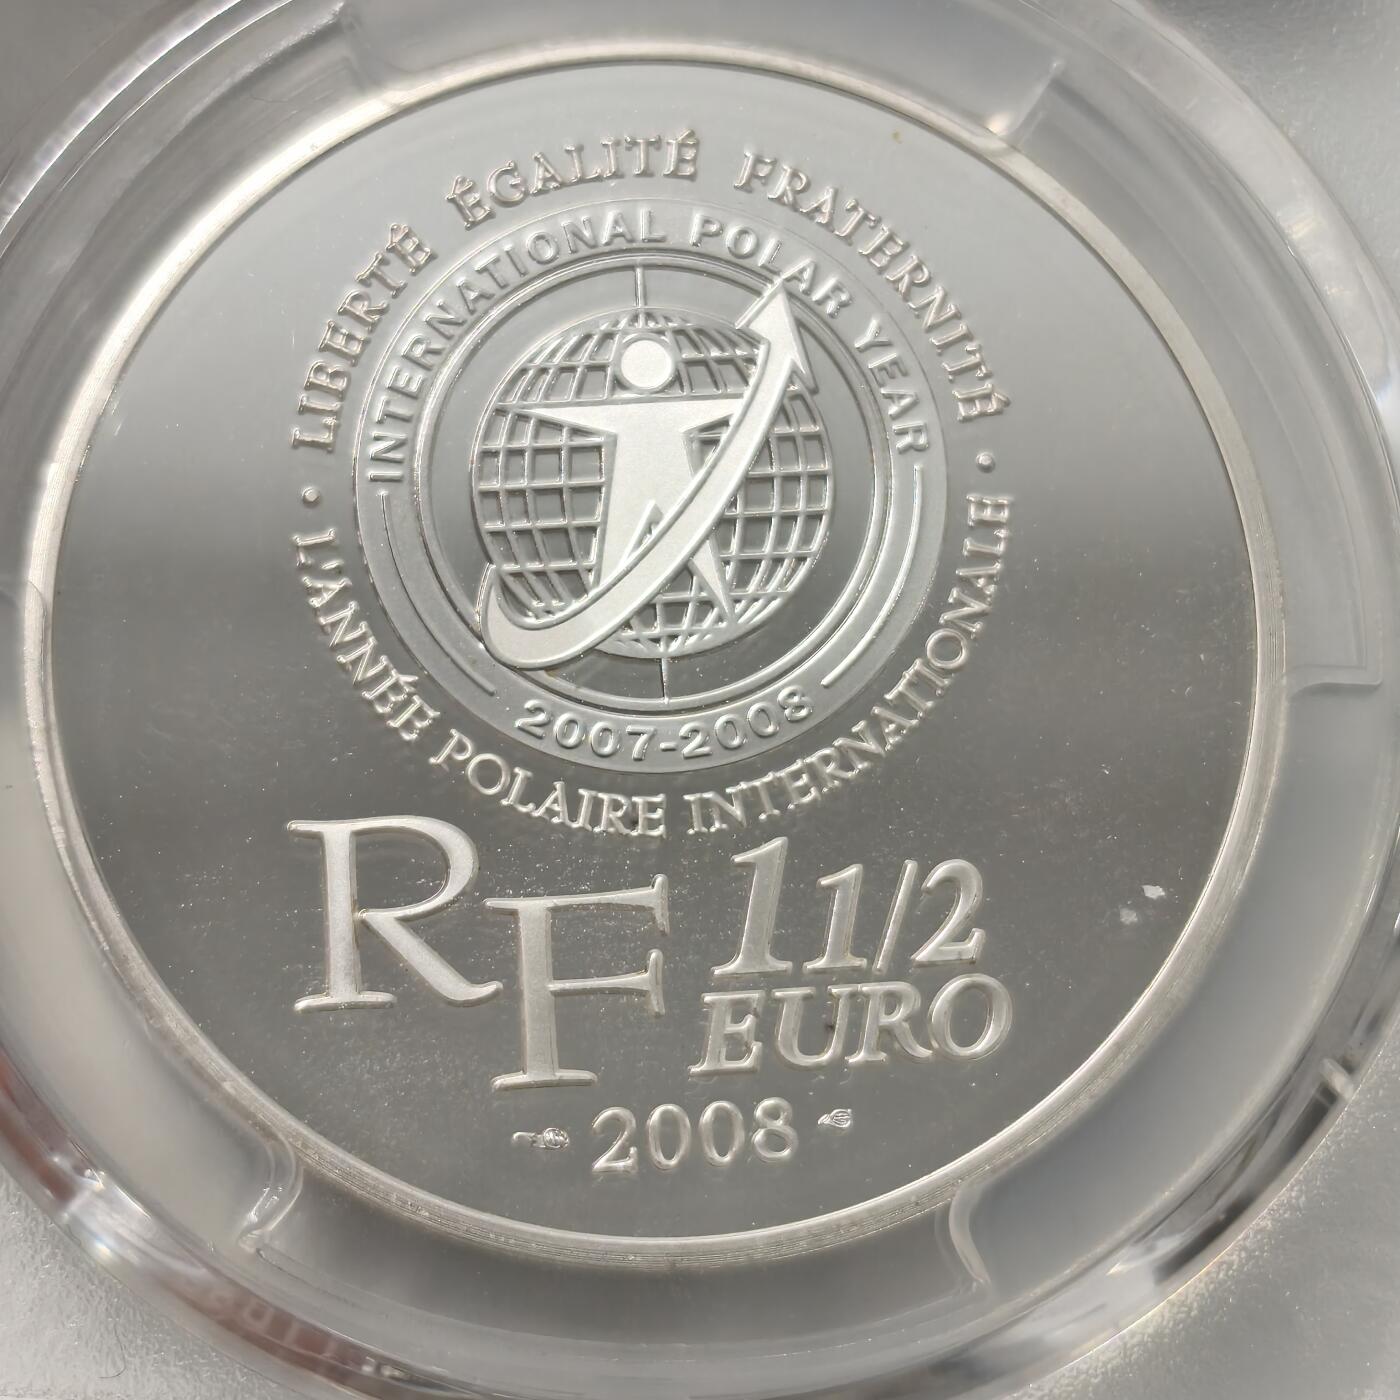 LIBERTÉ ÉGALITÉ FRATERNITÉ
INTERNATIONAL POLAR YEAR
2007-2008
· L'ANNÉE POLAIRE INTERNATIONALE ·
RF
1 1/2
EURO
2008